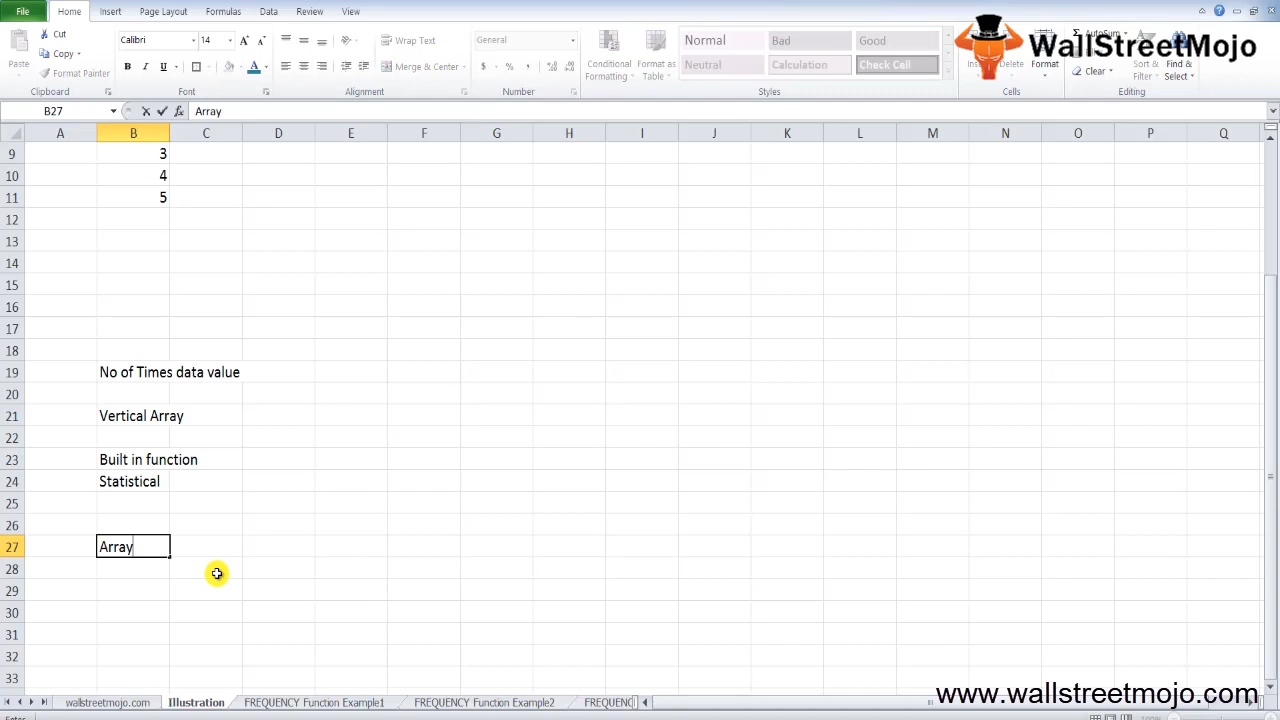 File Home Insert Page Layout Formulas Data Review View
Cut
Copy
Format Painter
Paste
Clipboard
Calibri 14
B I U
Font
Wrap Text
Merge & Center
Alignment
General
Number
Conditional Formatting
Format as Table
Normal Bad Good
Neutral Calculation Check Cell
Styles
Format
Cells
AutoSum
Clear
Sort & Filter
Find & Select
Editing
WallStreetMojo
B27 fx Array
A B C D E F G H I J K L M N O P Q
9 3
10 4
11 5
12
13
14
15
16
17
18
19 No of Times data value
20
21 Vertical Array
22
23 Built in function
24 Statistical
25
26
27 Array
28
29
30
31
32
33
wallstreetmojo.com Illustration FREQUENCY Function Example1 FREQUENCY Function Example2 FREQUENC
www.wallstreetmojo.com